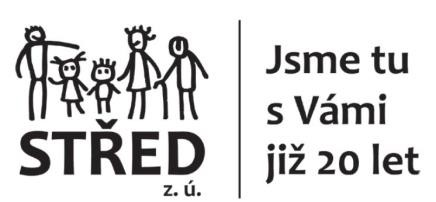 STŘED
z. ú.
Jsme tu
s Vámi
již 20 let